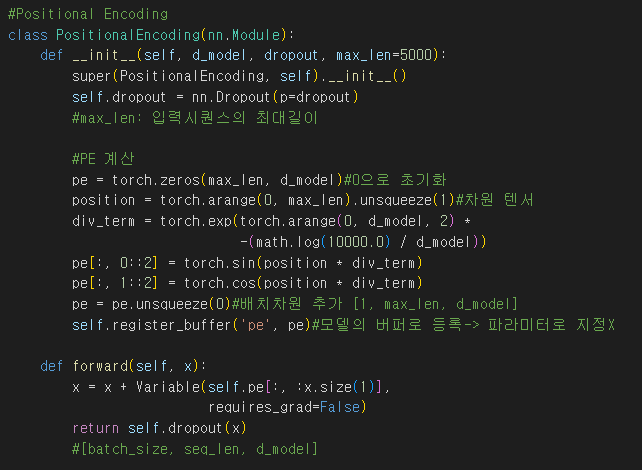 #Positional Encoding
class PositionalEncoding(nn.Module):
    def __init__(self, d_model, dropout, max_len=5000):
        super(PositionalEncoding, self).__init__()
        self.dropout = nn.Dropout(p=dropout)
        #max_len: 입력시퀀스의 최대길이

        #PE 계산
        pe = torch.zeros(max_len, d_model)#0으로 초기화
        position = torch.arange(0, max_len).unsqueeze(1)#차원 텐서
        div_term = torch.exp(torch.arange(0, d_model, 2) *
                             -(math.log(10000.0) / d_model))
        pe[:, 0::2] = torch.sin(position * div_term)
        pe[:, 1::2] = torch.cos(position * div_term)
        pe = pe.unsqueeze(0)#배치차원 추가 [1, max_len, d_model]
        self.register_buffer('pe', pe)#모델의 버퍼로 등록-> 파라미터로 지정X

    def forward(self, x):
        x = x + Variable(self.pe[:, :x.size(1)],
                         requires_grad=False)
        return self.dropout(x)
        #[batch_size, seq_len, d_model]